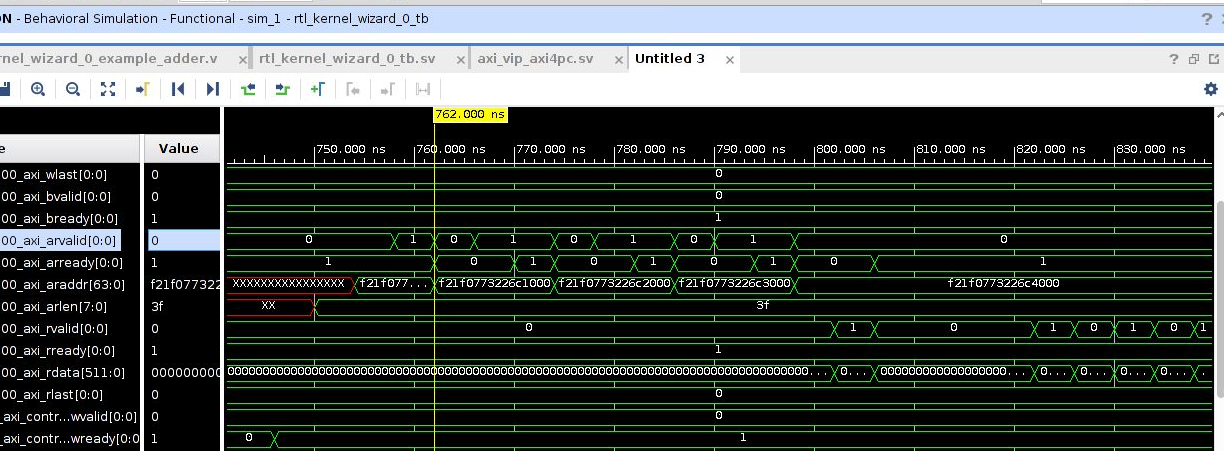 ON - Behavioral Simulation - Functional - sim_1 - rtl_kernel_wizard_0_tb ?
rnel_wizard_0_example_adder.v × rtl_kernel_wizard_0_tb.sv × axi_vip_axi4pc.sv × Untitled 3 × ?
762.000 ns
e Value 750.000 ns 760.000 ns 770.000 ns 780.000 ns 790.000 ns 800.000 ns 810.000 ns 820.000 ns 830.000 ns
00_axi_wlast[0:0] 0 0
00_axi_bvalid[0:0] 0 0
00_axi_bready[0:0] 1 1
00_axi_arvalid[0:0] 0 0 1 0 1 0 1 0 1 0
00_axi_arready[0:0] 1 1 0 1 0 1 0 1 0 1
00_axi_araddr[63:0] f21f077322 XXXXXXXXXXXXXXXX f21f077... f21f0773226c1000 f21f0773226c2000 f21f0773226c3000 f21f0773226c4000
00_axi_arlen[7:0] 3f XX 3f
00_axi_rvalid[0:0] 0 0 1 0 1 0 1 0 1
00_axi_rready[0:0] 1 1
00_axi_rdata[511:0] 000000000 0... 0... 0... 0... 0...
00_axi_rlast[0:0] 0 0
_axi_contr...wvalid[0:0] 0 0
_axi_contr...wready[0:0 1 0 1